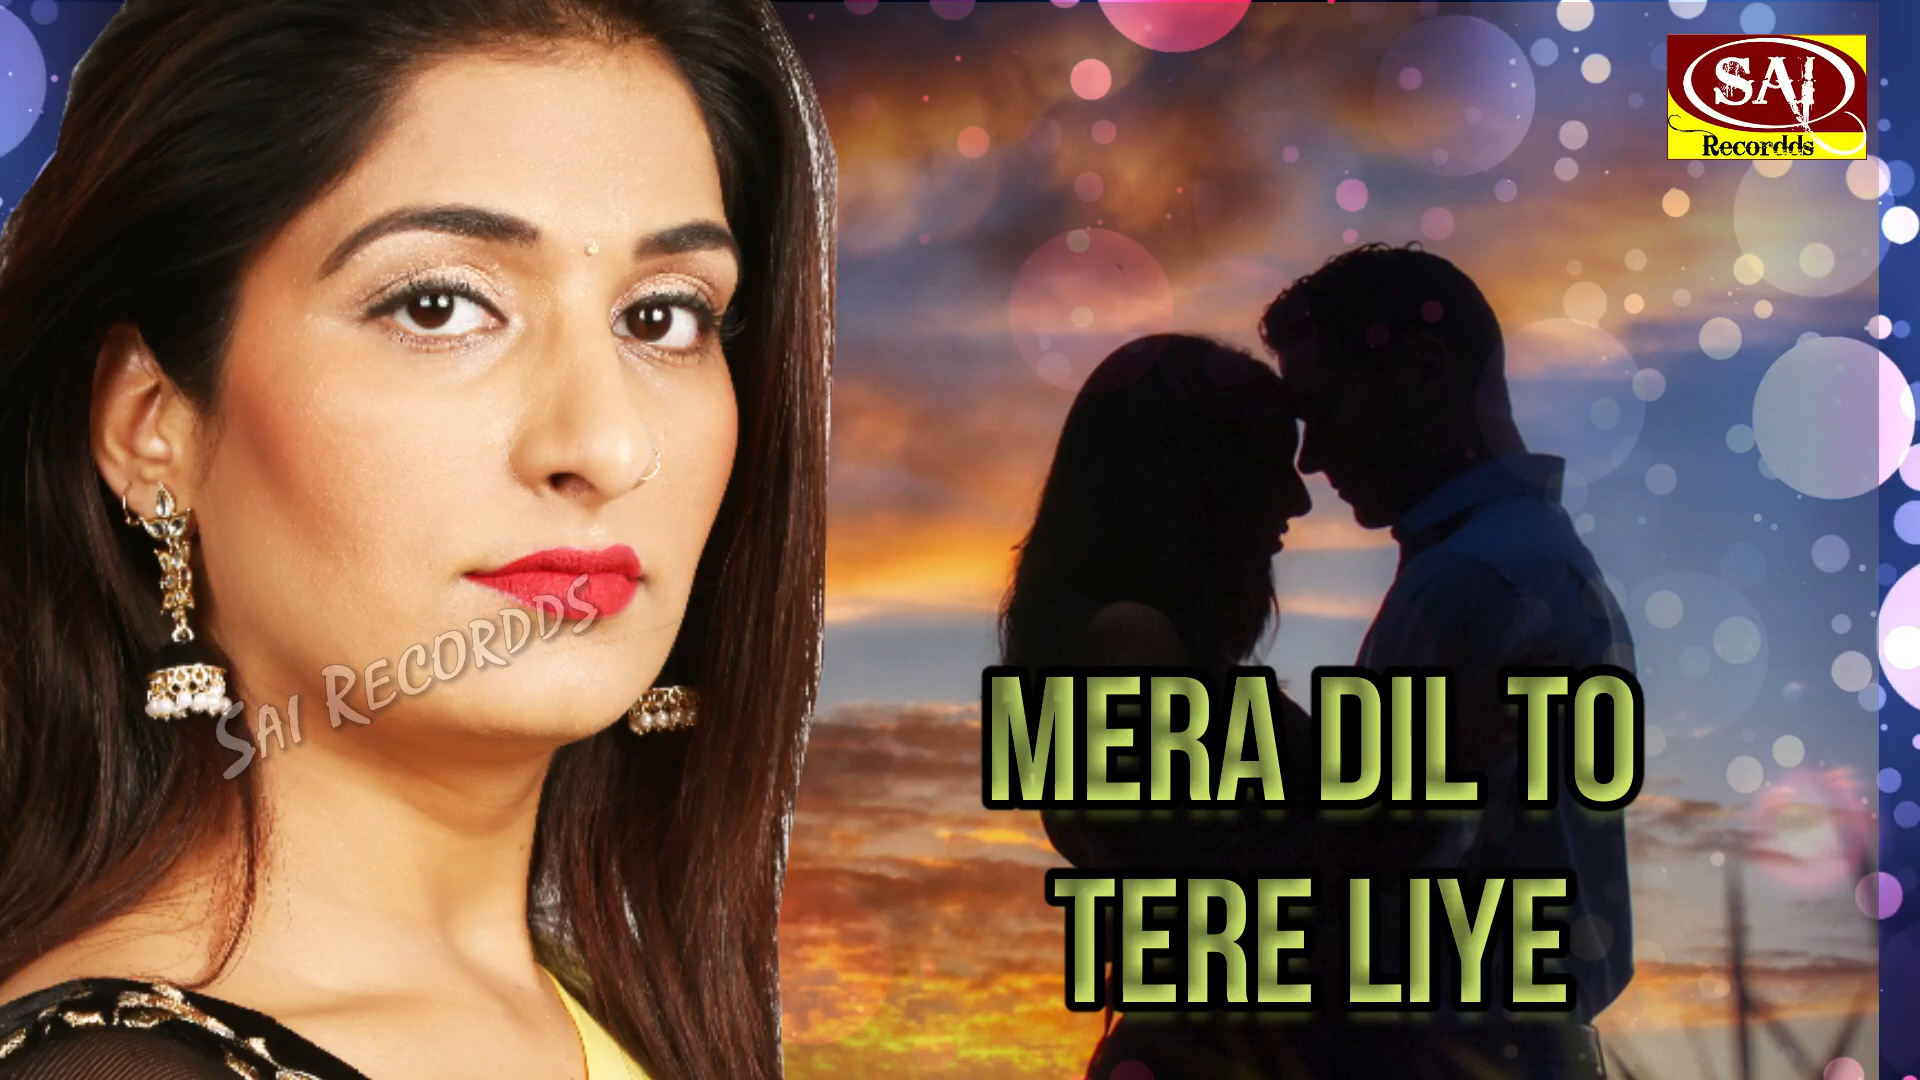 SAI
Recordds
SAI RECORDDS
MERA DIL TO
TERE LIYE